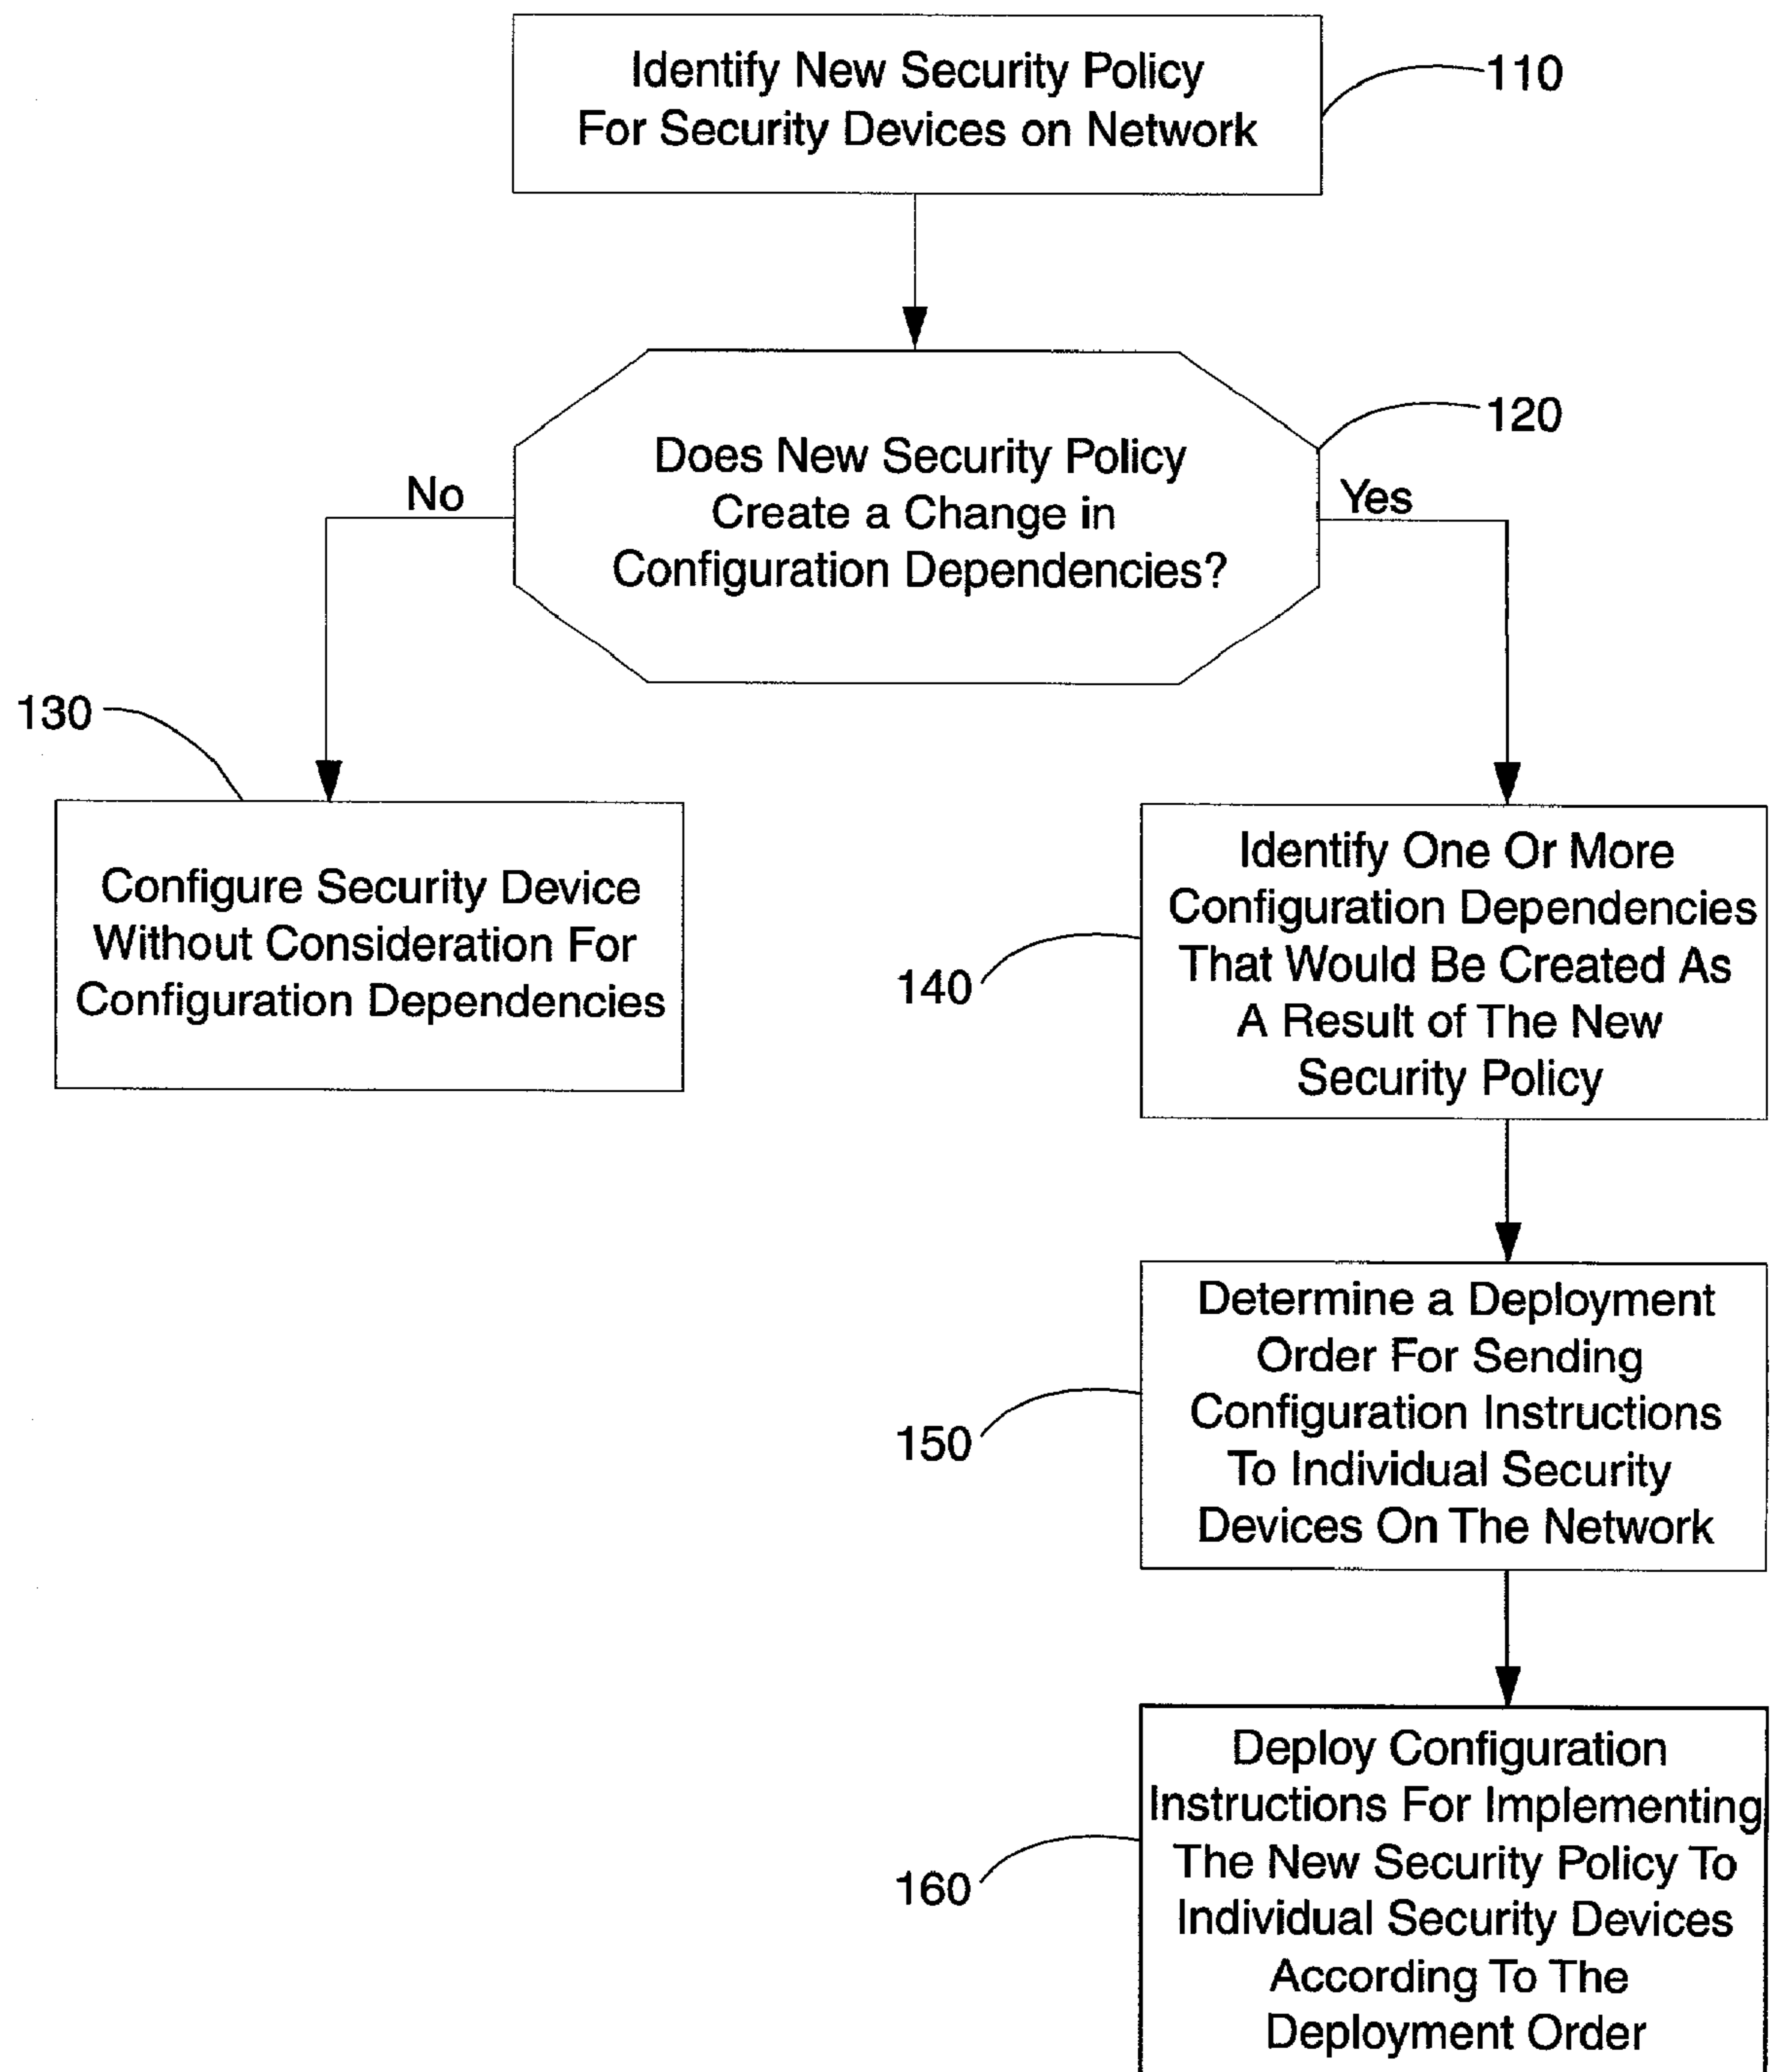 Identify New Security Policy
For Security Devices on Network
110
Does New Security Policy
Create a Change in
Configuration Dependencies?
120
No
Yes
130
Configure Security Device
Without Consideration For
Configuration Dependencies
Identify One Or More
Configuration Dependencies
That Would Be Created As
A Result of The New
Security Policy
140
Determine a Deployment
Order For Sending
Configuration Instructions
To Individual Security
Devices On The Network
150
Deploy Configuration
Instructions For Implementing
The New Security Policy To
Individual Security Devices
According To The
Deployment Order
160